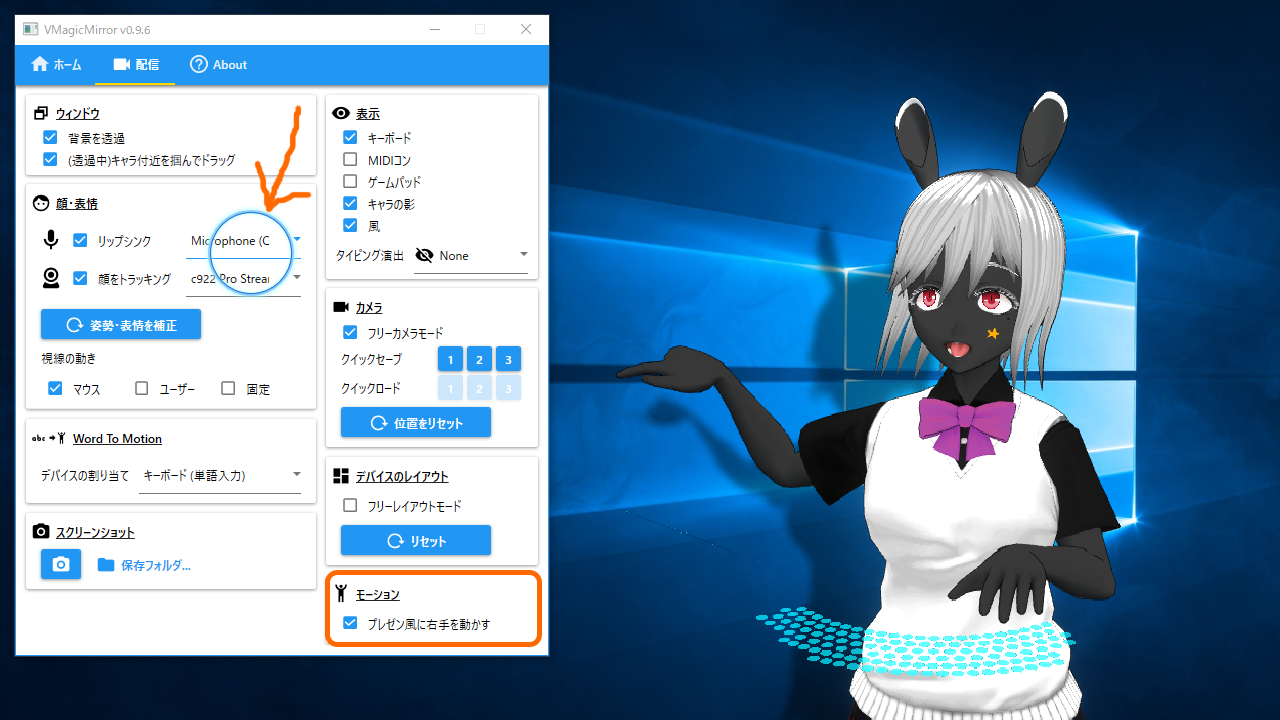 VMagicMirror v0.9.6
ホーム
配信
About
ウィンドウ
背景を透過
(透過中)キャラ付近を掴んでドラッグ
顔・表情
リップシンク
Microphone (C
顔をトラッキング
c922 Pro Strear
姿勢・表情を補正
視線の動き
マウス
ユーザー
固定
abc
Word To Motion
デバイスの割り当て
キーボード (単語入力)
スクリーンショット
保存フォルダ...
表示
キーボード
MIDIコン
ゲームパッド
キャラの影
風
タイピング演出
None
カメラ
フリーカメラモード
クイックセーブ
1 2 3
クイックロード
1 2 3
位置をリセット
デバイスのレイアウト
フリーレイアウトモード
リセット
モーション
プレゼン風に右手を動かす